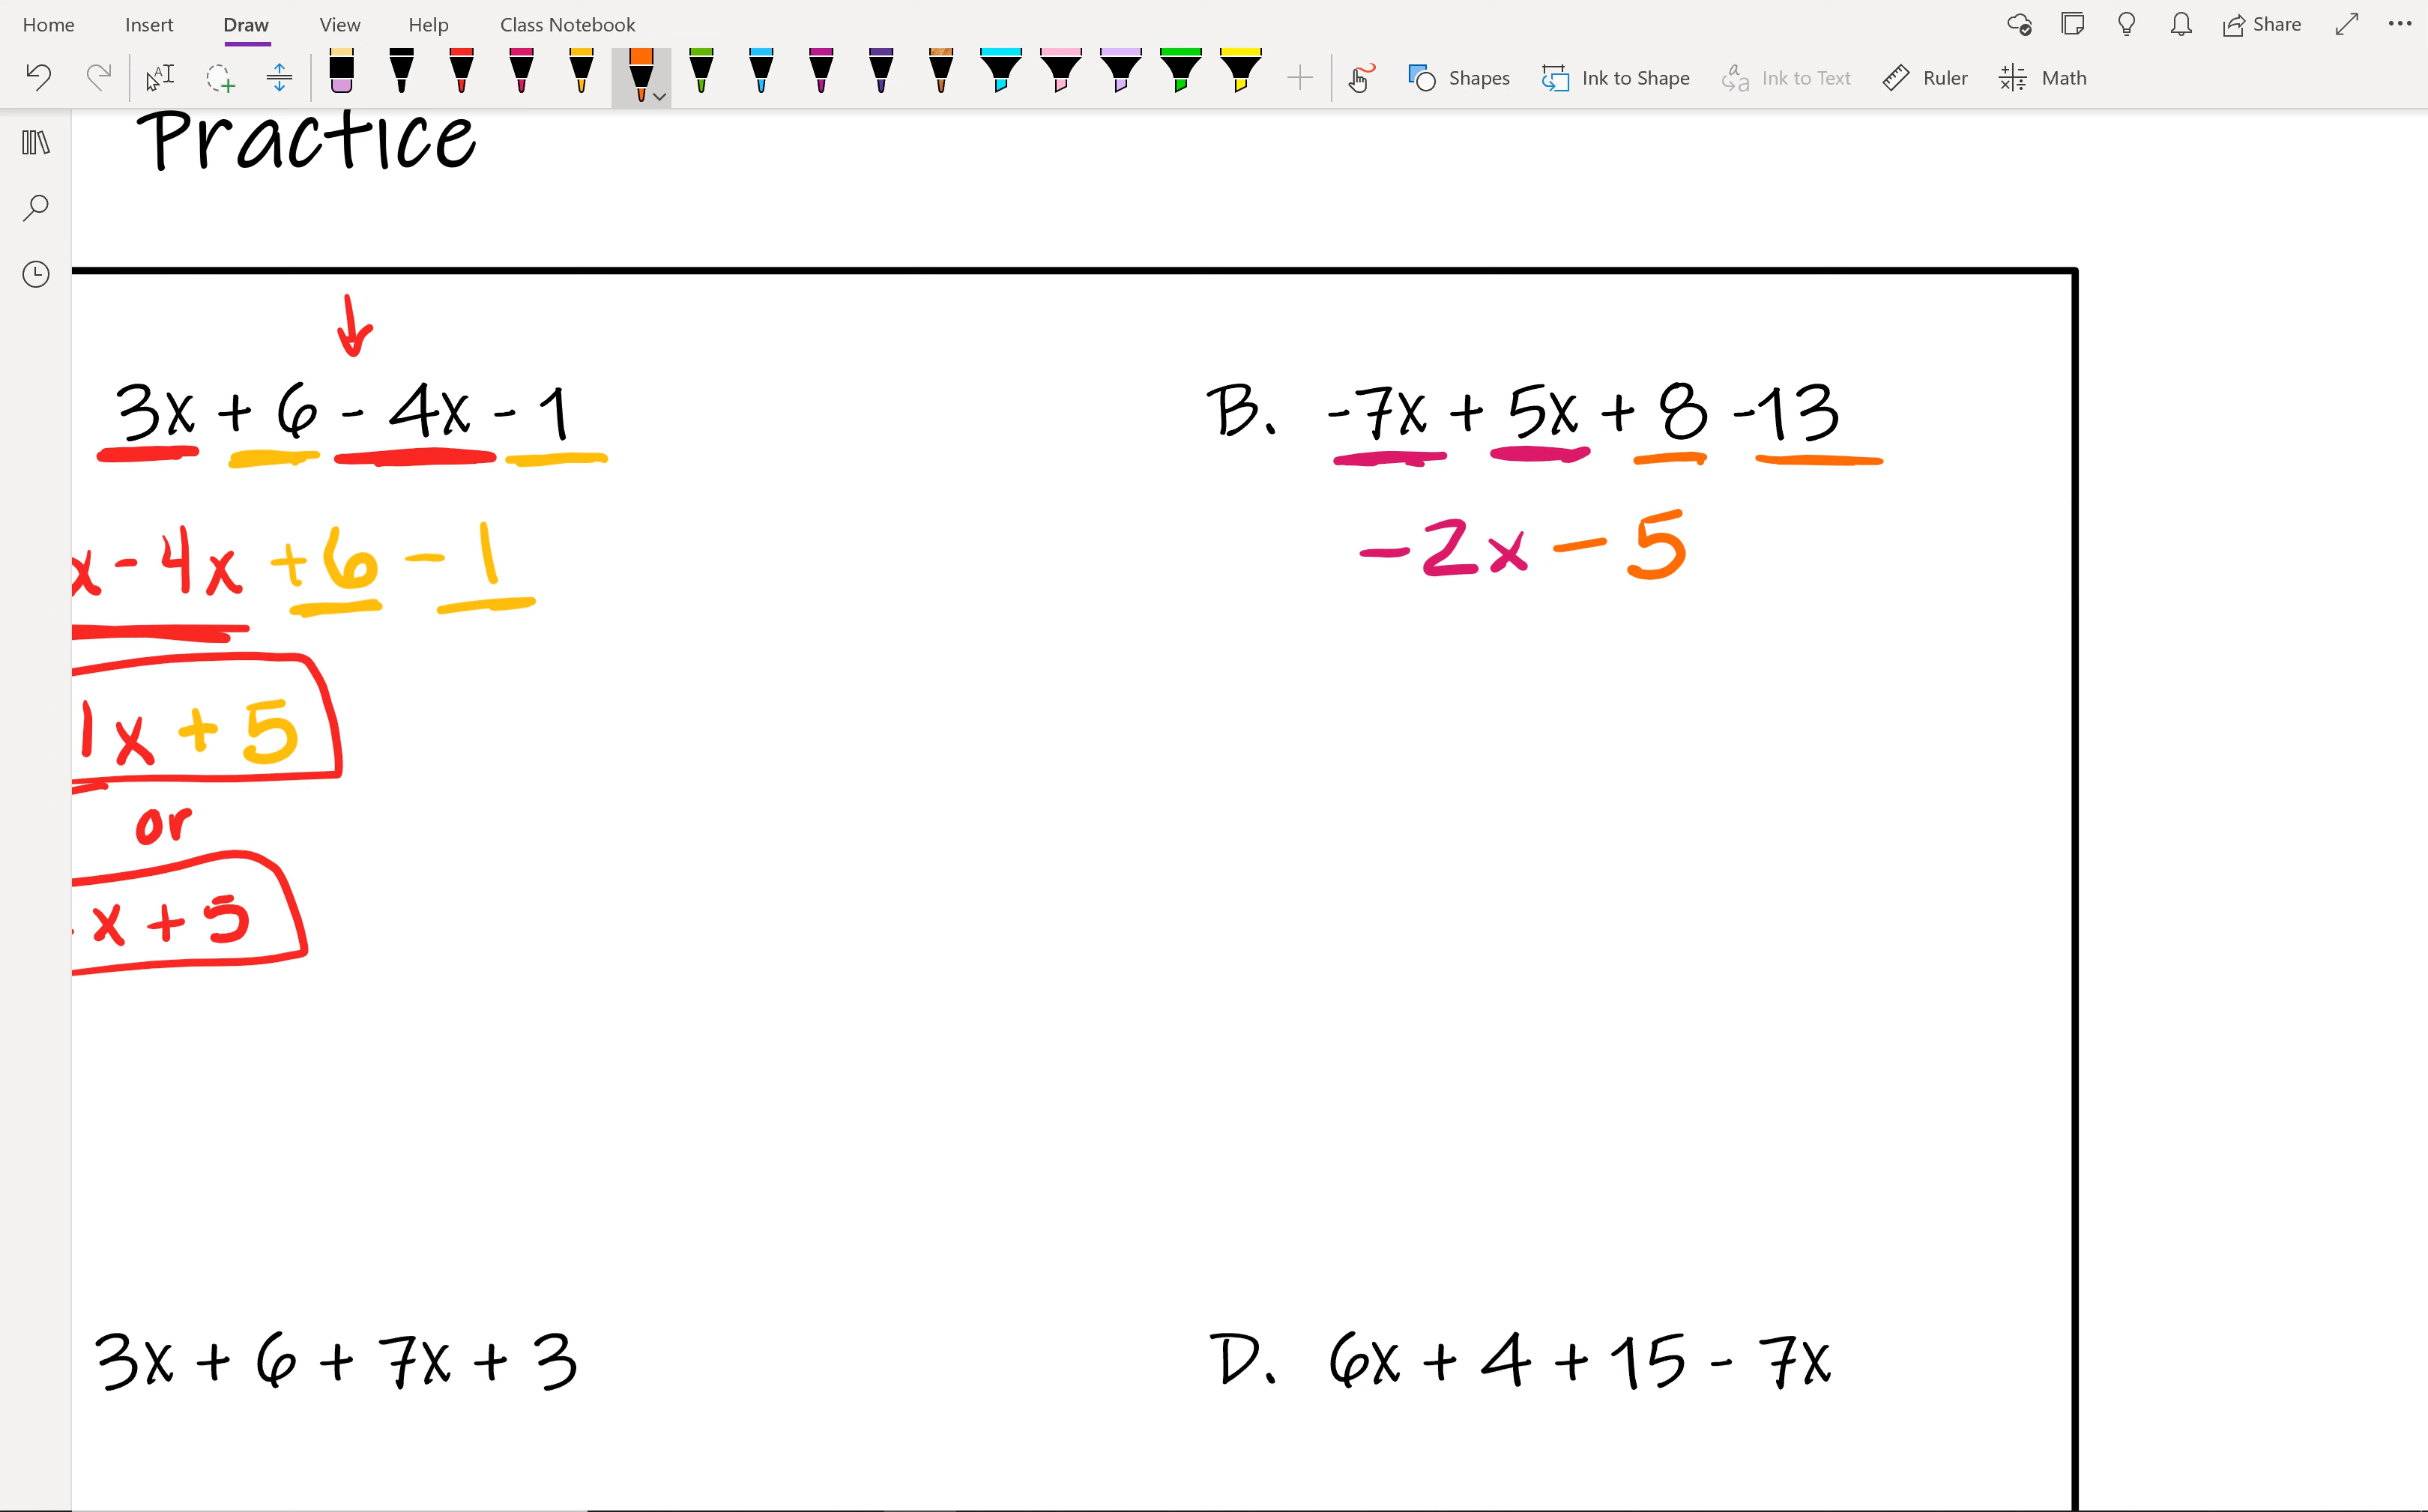 Home Insert Draw View Help Class Notebook Share
Shapes Ink to Shape Ink to Text Ruler Math
Practice
3x + 6 - 4x - 1
B. -7x + 5x + 8 -13
x - 4x + 6 - 1
-2x - 5
1x + 5
or
x + 5
3x + 6 + 7x + 3
D. 6x + 4 + 15 - 7x